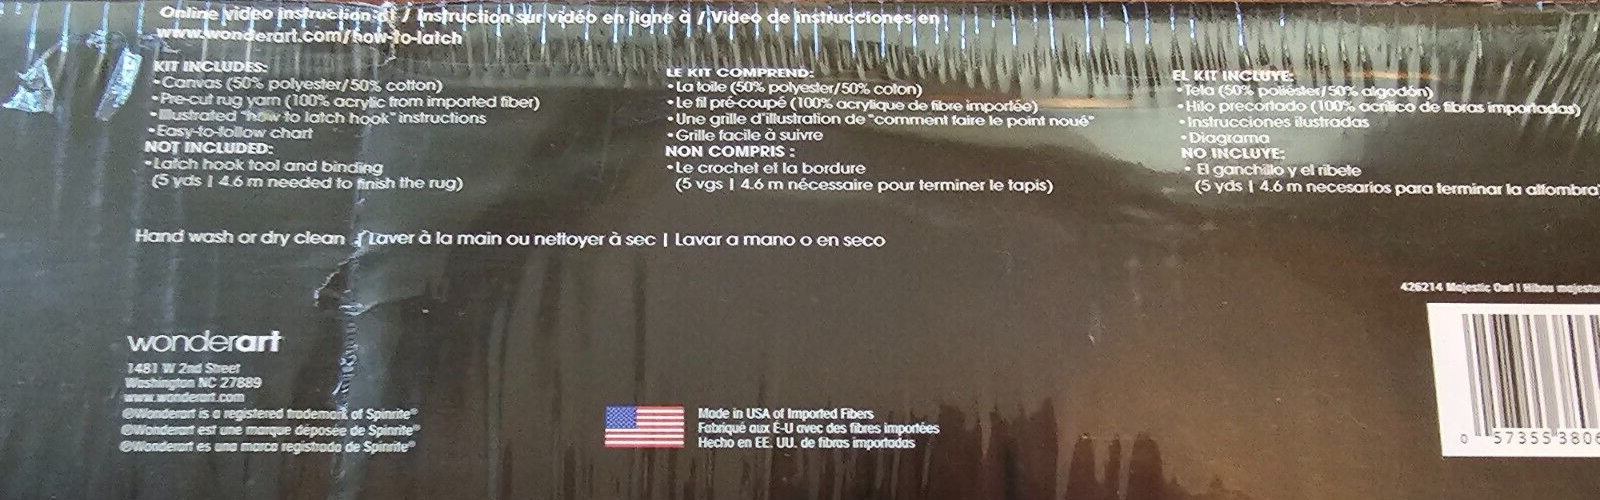 Online video instruction at / Instruction sur vidéo en ligne à / Video de instrucciones en :
www.wonderart.com/how-to-latch
KIT INCLUDES:
•Canvas (50% polyester/50% cotton)
•Pre-cut rug yarn (100% acrylic from imported fiber)
•Illustrated "how to latch hook" instructions
•Easy-to-follow chart
NOT INCLUDED:
•Latch hook tool and binding
(5 yds | 4.6 m needed to finish the rug)
LE KIT COMPREND:
•La toile (50% polyester/50% coton)
•Le fil pré-coupé (100% acrylique de fibre importée)
•Une grille d'illustration de "comment faire le point noué"
•Grille facile à suivre
NON COMPRIS :
•Le crochet et la bordure
(5 vgs | 4.6 m nécessaire pour terminer le tapis)
EL KIT INCLUYE:
•Tela (50% poliéster/50% algodón)
•Hilo precortado (100% acrílico de fibras importadas)
•Instrucciones ilustradas
•Diagrama
NO INCLUYE:
• El ganchillo y el ribete
(5 yds | 4.6 m necesarios para terminar la alfombra
Hand wash or dry clean / Laver à la main ou nettoyer à sec | Lavar a mano o en seco
426214 Majestic Owl | Hibou
wonderart
1481 W 2nd Street
Washington NC 27889
www.wonderart.com
®Wonderart is a registered trademark of Spinrite®
®Wonderart est une marque déposée de Spinrite®
®Wonderart es una marca registrada de Spinrite®
Made in USA of Imported Fibers
Fabriqué aux É-U avec des fibres importées
Hecho en EE. UU. de fibras importadas
0 57355 3806